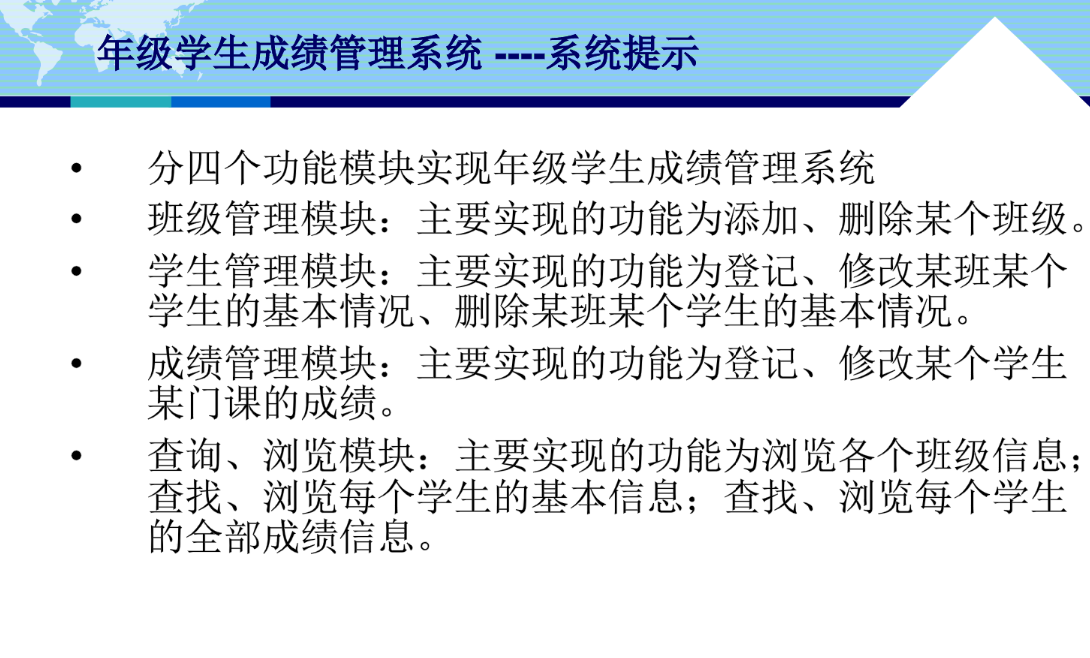 年级学生成绩管理系统 ----系统提示
• 分四个功能模块实现年级学生成绩管理系统
• 班级管理模块：主要实现的功能为添加、删除某个班级。
• 学生管理模块：主要实现的功能为登记、修改某班某个
学生的基本情况、删除某班某个学生的基本情况。
• 成绩管理模块：主要实现的功能为登记、修改某个学生
某门课的成绩。
• 查询、浏览模块：主要实现的功能为浏览各个班级信息；
查找、浏览每个学生的基本信息；查找、浏览每个学生
的全部成绩信息。